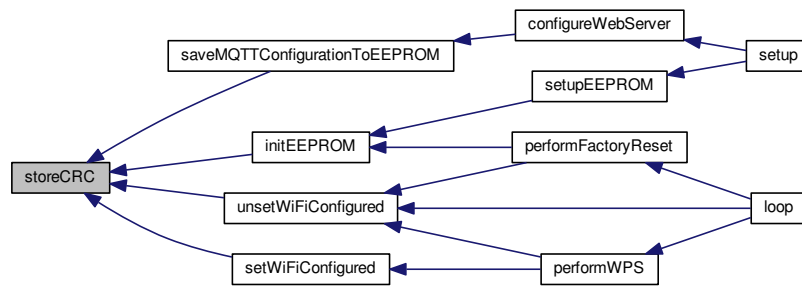 configureWebServer
saveMQTTConfigurationToEEPROM
setup
setupEEPROM
initEEPROM
performFactoryReset
storeCRC
unsetWiFiConfigured
loop
setWiFiConfigured
performWPS